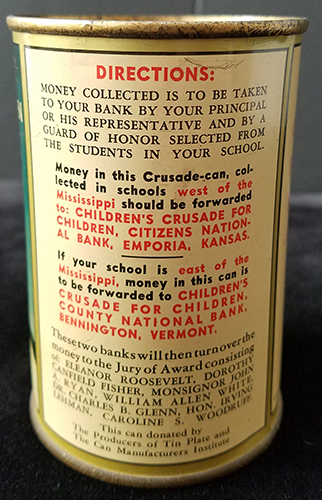 DIRECTIONS:
MONEY COLLECTED IS TO BE TAKEN
TO YOUR BANK BY YOUR PRINCIPAL
OR HIS REPRESENTATIVE AND BY A
GUARD OF HONOR SELECTED FROM
THE STUDENTS IN YOUR SCHOOL.
Money in this Crusade-can, col-
lected in schools west of the
Mississippi should be forwarded
to: CHILDREN'S CRUSADE FOR
CHILDREN, CITIZENS NATION-
AL BANK, EMPORIA, KANSAS.
If your school is east of the
Mississippi, money in this can is
to be forwarded to CHILDREN'S
CRUSADE FOR CHILDREN,
COUNTY NATIONAL BANK,
BENNINGTON, VERMONT.
These two banks will then turn over the
money to the Jury of Award consisting
of ELEANOR ROOSEVELT, DOROTHY
CANFIELD FISHER, MONSIGNOR JOHN
A. RYAN, WILLIAM ALLEN WHITE,
DR. CHARLES B. GLENN, HON. IRVING
LEHMAN, CAROLINE S. WOODRUFF.
This can donated by
The Producers of Tin Plate and
The Can Manufacturers Institute